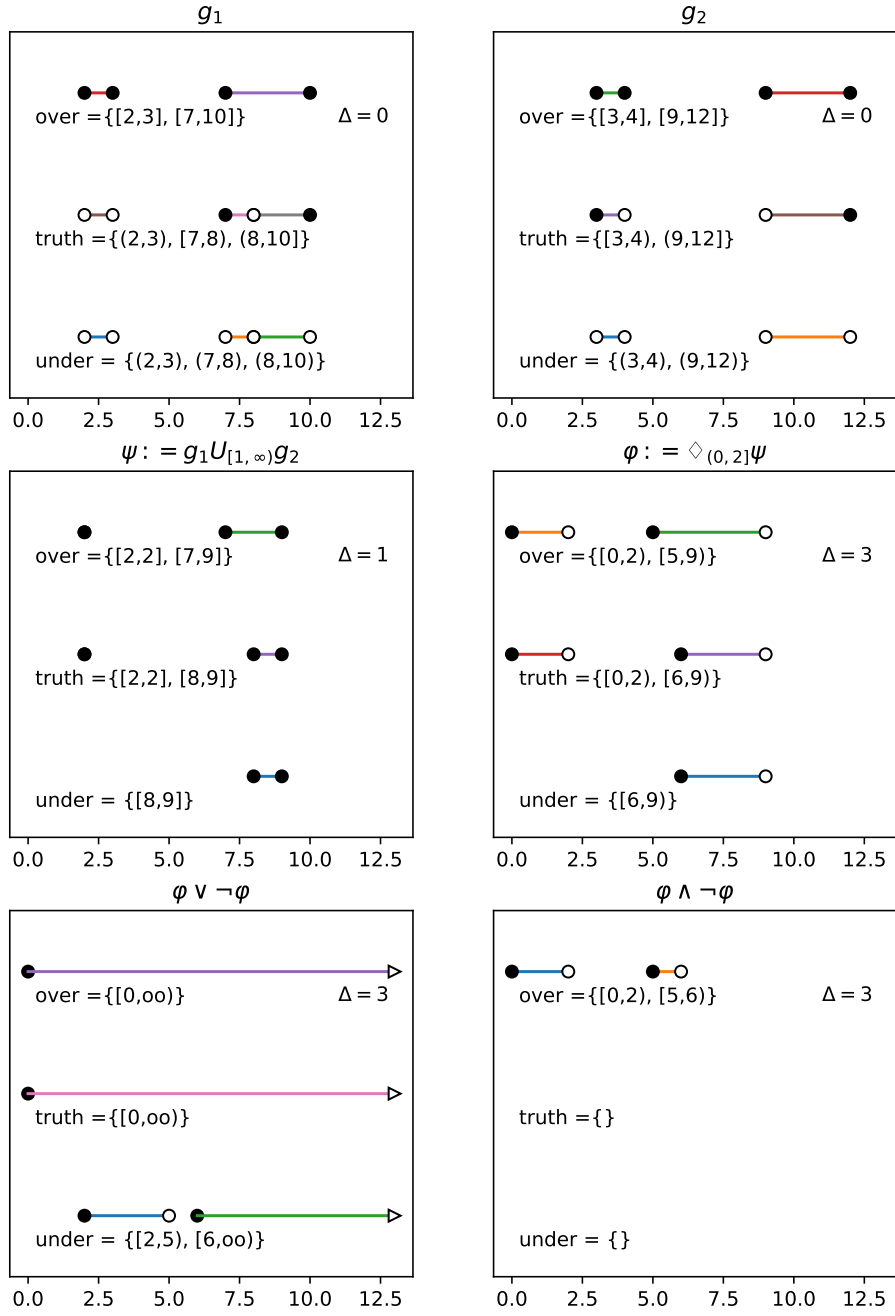 g₁
over ={[2,3], [7,10]}
Δ = 0
truth ={(2,3), [7,8), (8,10]}
under = {(2,3), (7,8), (8,10)}
0.0 2.5 5.0 7.5 10.0 12.5
g₂
over ={[3,4], [9,12]}
Δ = 0
truth ={[3,4), (9,12]}
under = {(3,4), (9,12)}
0.0 2.5 5.0 7.5 10.0 12.5
ψ := g₁U[1, ∞)g₂
over ={[2,2], [7,9]}
Δ = 1
truth ={[2,2], [8,9]}
under = {[8,9]}
0.0 2.5 5.0 7.5 10.0 12.5
φ := ♢(0, 2]ψ
over ={[0,2), [5,9)}
Δ = 3
truth ={[0,2), [6,9)}
under = {[6,9)}
0.0 2.5 5.0 7.5 10.0 12.5
φ ∨ ¬φ
over ={[0,oo)}
Δ = 3
truth ={[0,oo)}
under = {[2,5), [6,oo)}
0.0 2.5 5.0 7.5 10.0 12.5
φ ∧ ¬φ
over ={[0,2), [5,6)}
Δ = 3
truth ={}
under = {}
0.0 2.5 5.0 7.5 10.0 12.5